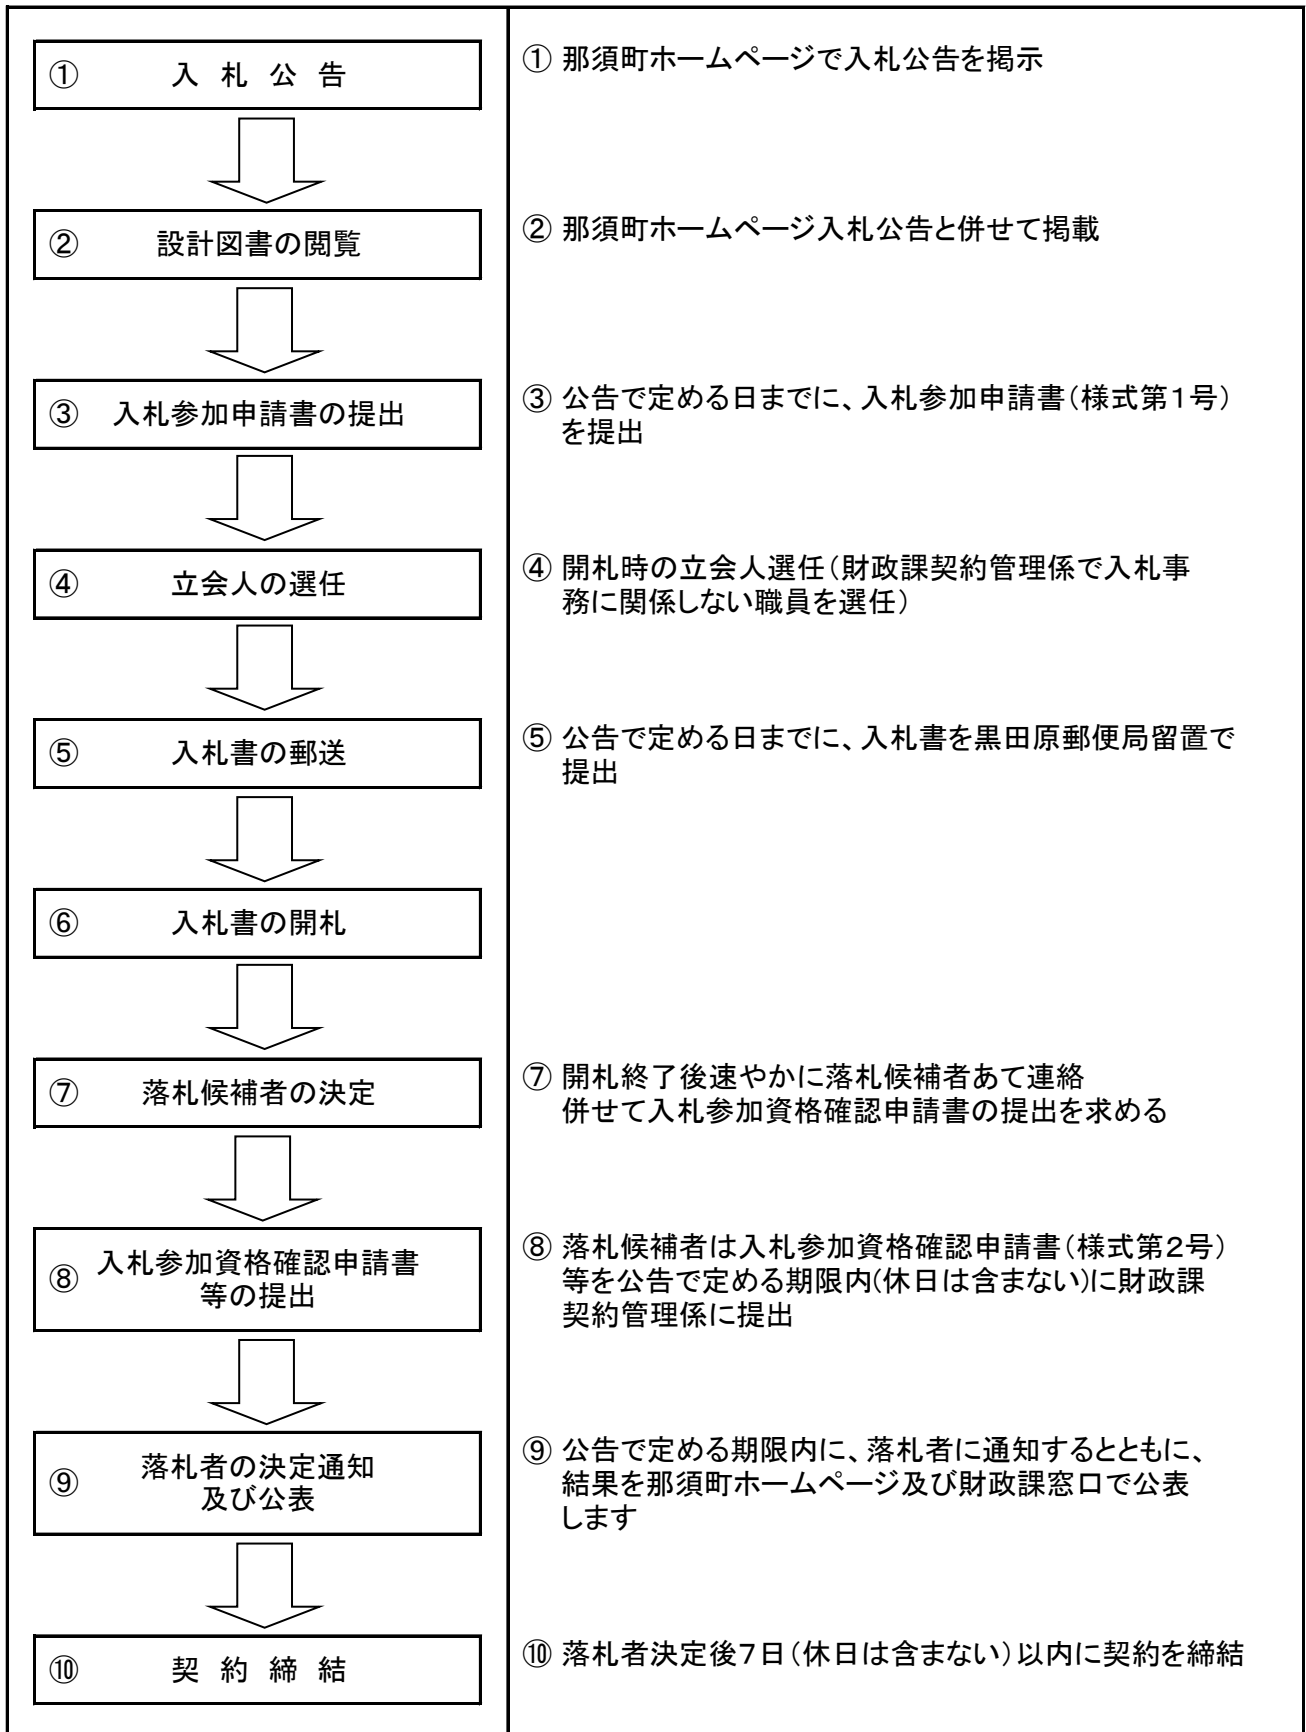 ① 入 札 公 告
① 那須町ホームページで入札公告を掲示
② 設計図書の閲覧
② 那須町ホームページ入札公告と併せて掲載
③ 入札参加申請書の提出
③ 公告で定める日までに、入札参加申請書（様式第１号）
を提出
④ 立会人の選任
④ 開札時の立会人選任（財政課契約管理係で入札事
務に関係しない職員を選任）
⑤ 入札書の郵送
⑤ 公告で定める日までに、入札書を黒田原郵便局留置で
提出
⑥ 入札書の開札
⑦ 落札候補者の決定
⑦ 開札終了後速やかに落札候補者あて連絡
併せて入札参加資格確認申請書の提出を求める
⑧ 入札参加資格確認申請書
等の提出
⑧ 落札候補者は入札参加資格確認申請書（様式第２号）
等を公告で定める期限内(休日は含まない)に財政課
契約管理係に提出
⑨ 落札者の決定通知
及び公表
⑨ 公告で定める期限内に、落札者に通知するとともに、
結果を那須町ホームページ及び財政課窓口で公表
します
⑩ 契 約 締 結
⑩ 落札者決定後７日（休日は含まない）以内に契約を締結